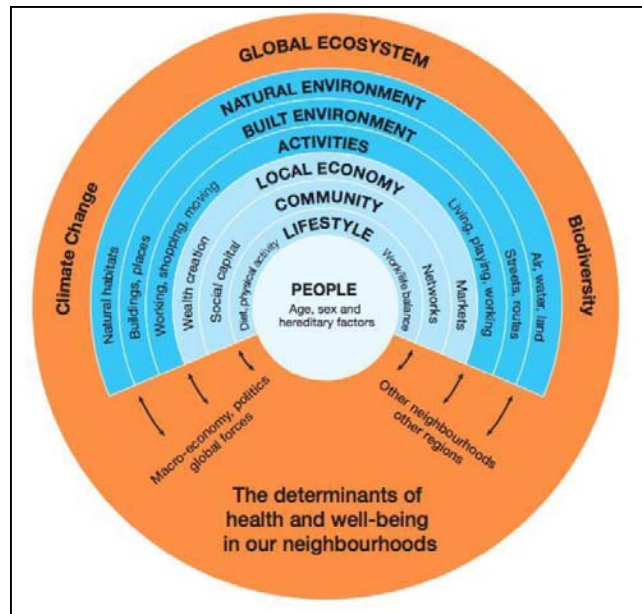 GLOBAL ECOSYSTEM
Climate Change
Biodiversity
NATURAL ENVIRONMENT
Natural habitats
Air, water, land
BUILT ENVIRONMENT
Buildings, places
Streets, routes
ACTIVITIES
Working, shopping, moving
Living, playing, working
LOCAL ECONOMY
Wealth creation
Markets
COMMUNITY
Social capital
Networks
LIFESTYLE
Diet, physical activity
Work/life balance
PEOPLE
Age, sex and
hereditary factors
Macro-economy, politics
global forces
Other neighbourhoods
other regions
The determinants of
health and well-being
in our neighbourhoods